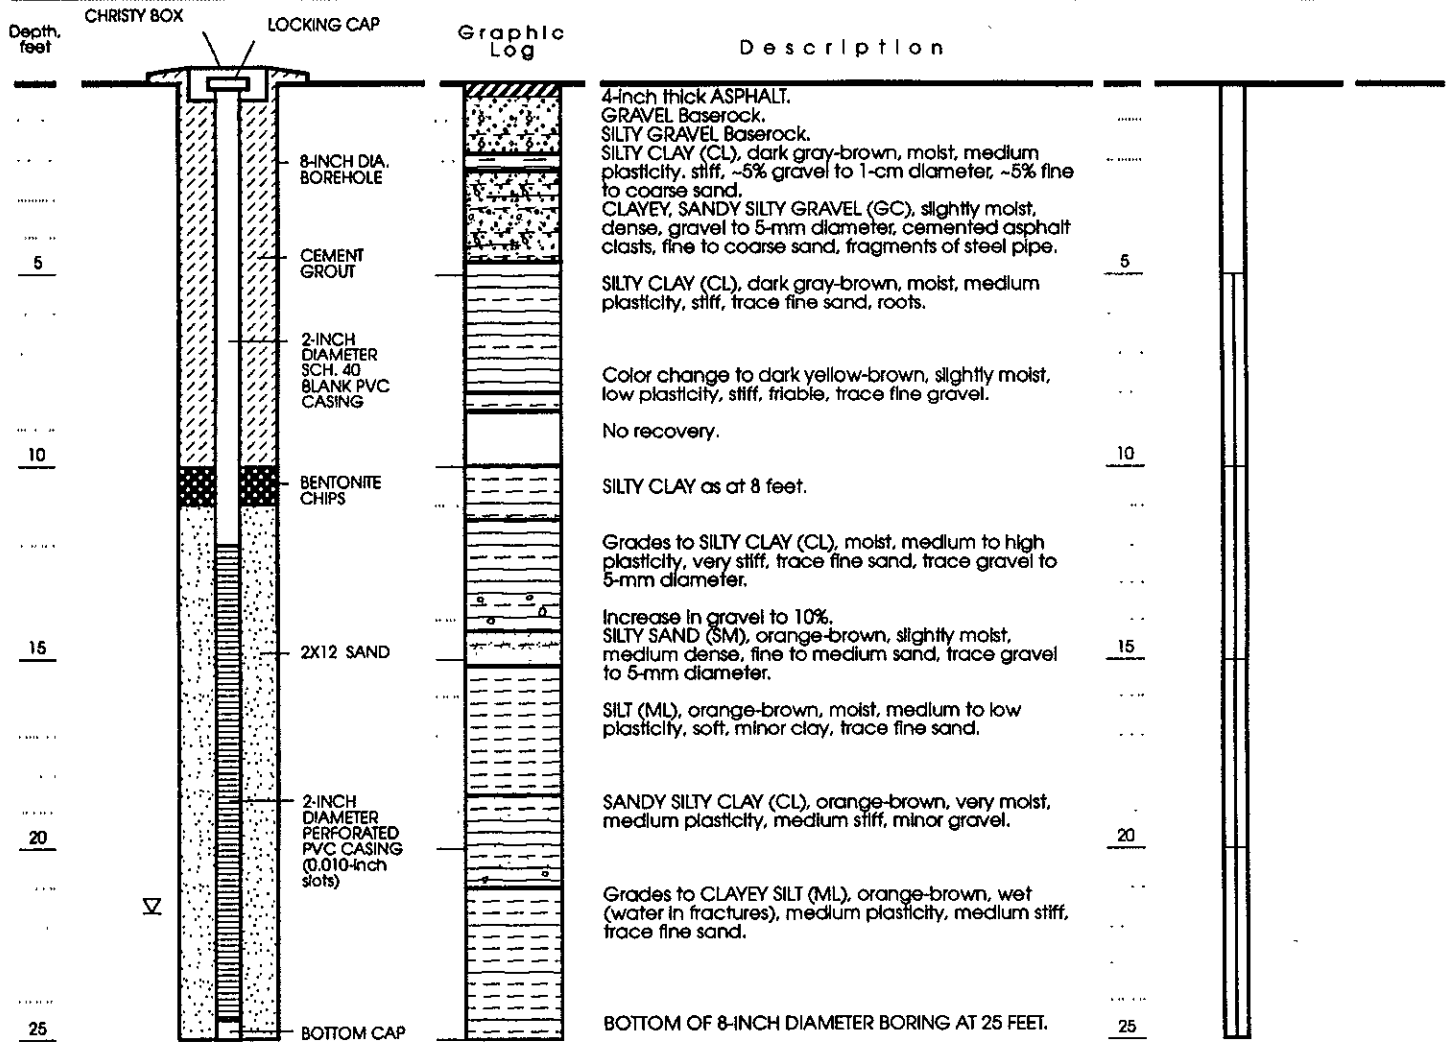 CHRISTY BOX
LOCKING CAP
Depth,
feet
Graphic
Log
Description
4-inch thick ASPHALT.
GRAVEL Baserock.
SILTY GRAVEL Baserock.
SILTY CLAY (CL), dark gray-brown, moist, medium
plasticity, stiff, ~5% gravel to 1-cm diameter, ~5% fine
to coarse sand.
CLAYEY, SANDY SILTY GRAVEL (GC), slightly moist,
dense, gravel to 5-mm diameter, cemented asphalt
clasts, fine to coarse sand, fragments of steel pipe.
8-INCH DIA.
BOREHOLE
CEMENT
GROUT
5
5
SILTY CLAY (CL), dark gray-brown, moist, medium
plasticity, stiff, trace fine sand, roots.
2-INCH
DIAMETER
SCH. 40
BLANK PVC
CASING
Color change to dark yellow-brown, slightly moist,
low plasticity, stiff, friable, trace fine gravel.
No recovery.
10
10
BENTONITE
CHIPS
SILTY CLAY as at 8 feet.
Grades to SILTY CLAY (CL), moist, medium to high
plasticity, very stiff, trace fine sand, trace gravel to
5-mm diameter.
Increase in gravel to 10%.
SILTY SAND (SM), orange-brown, slightly moist,
medium dense, fine to medium sand, trace gravel
to 5-mm diameter.
15
2X12 SAND
15
SILT (ML), orange-brown, moist, medium to low
plasticity, soft, minor clay, trace fine sand.
2-INCH
DIAMETER
PERFORATED
PVC CASING
(0.010-inch
slots)
SANDY SILTY CLAY (CL), orange-brown, very moist,
medium plasticity, medium stiff, minor gravel.
20
20
Grades to CLAYEY SILT (ML), orange-brown, wet
(water in fractures), medium plasticity, medium stiff,
trace fine sand.
25
BOTTOM CAP
BOTTOM OF 8-INCH DIAMETER BORING AT 25 FEET.
25